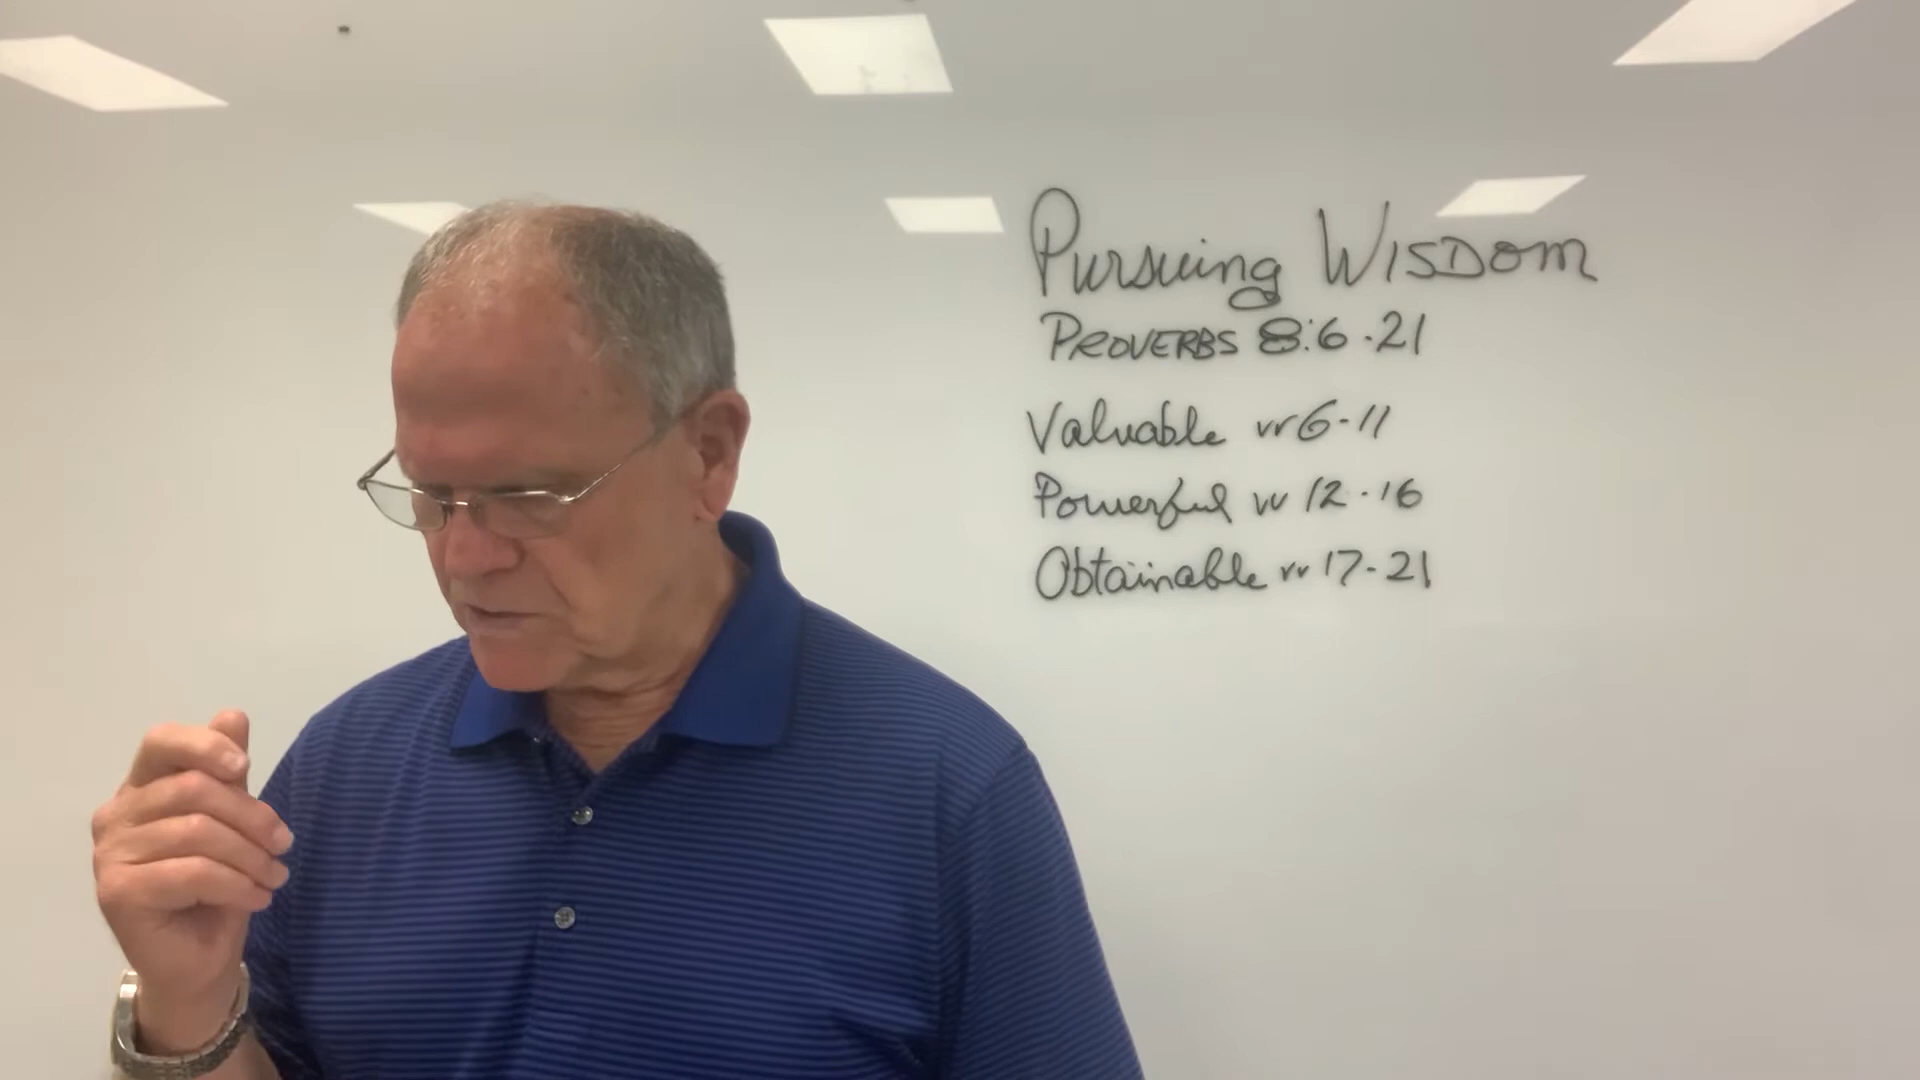 Pursuing WISDOM
PROVERBS 8:6-21
Valuable vv 6-11
Powerful vv 12-16
Obtainable vv 17-21